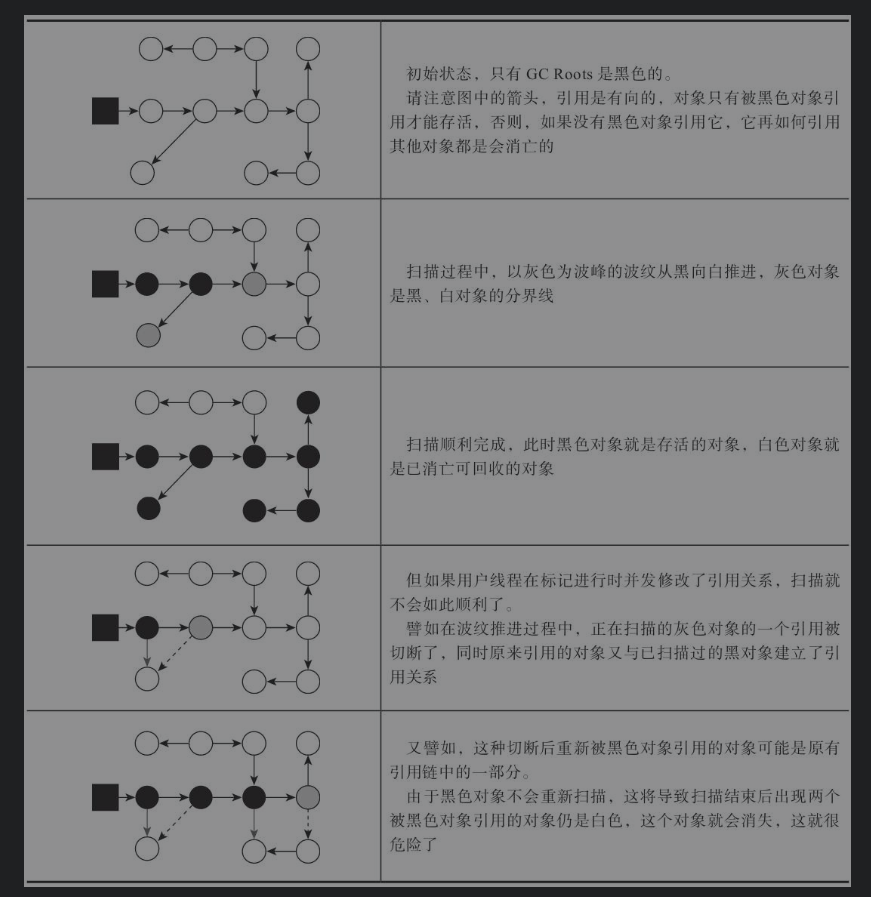 初始状态，只有 GC Roots 是黑色的。
请注意图中的箭头，引用是有向的，对象只有被黑色对象引
用才能存活，否则，如果没有黑色对象引用它，它再如何引用
其他对象都是会消亡的
扫描过程中，以灰色为波峰的波纹从黑向白推进，灰色对象
是黑、白对象的分界线
扫描顺利完成，此时黑色对象就是存活的对象，白色对象就
是已消亡可回收的对象
但如果用户线程在标记进行时并发修改了引用关系，扫描就
不会如此顺利了。
譬如在波纹推进过程中，正在扫描的灰色对象的一个引用被
切断了，同时原来引用的对象又与已扫描过的黑对象建立了引
用关系
又譬如，这种切断后重新被黑色对象引用的对象可能是原有
引用链中的一部分。
由于黑色对象不会重新扫描，这将导致扫描结束后出现两个
被黑色对象引用的对象仍是白色，这个对象就会消失，这就很
危险了